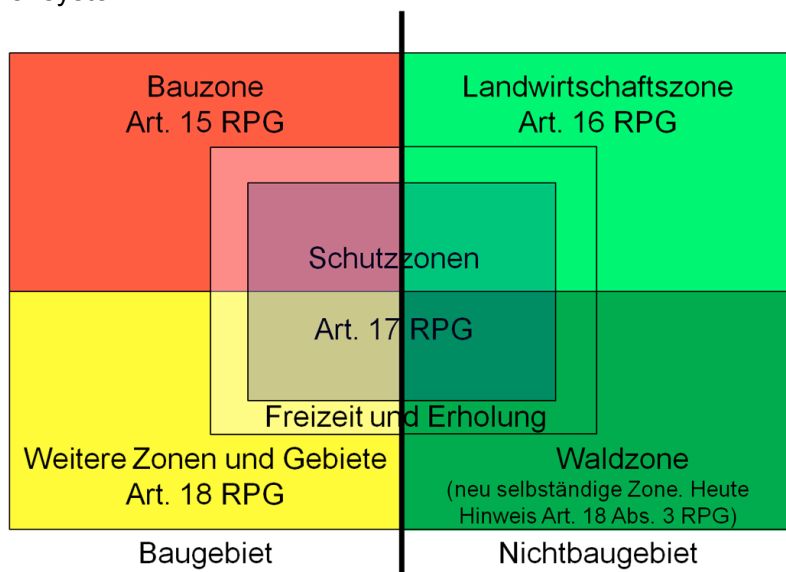 Bauzone
Art. 15 RPG
Landwirtschaftszone
Art. 16 RPG
Schutzzonen
Art. 17 RPG
Freizeit und Erholung
Weitere Zonen und Gebiete
Art. 18 RPG
Waldzone
(neu selbständige Zone. Heute
Hinweis Art. 18 Abs. 3 RPG)
Baugebiet
Nichtbaugebiet